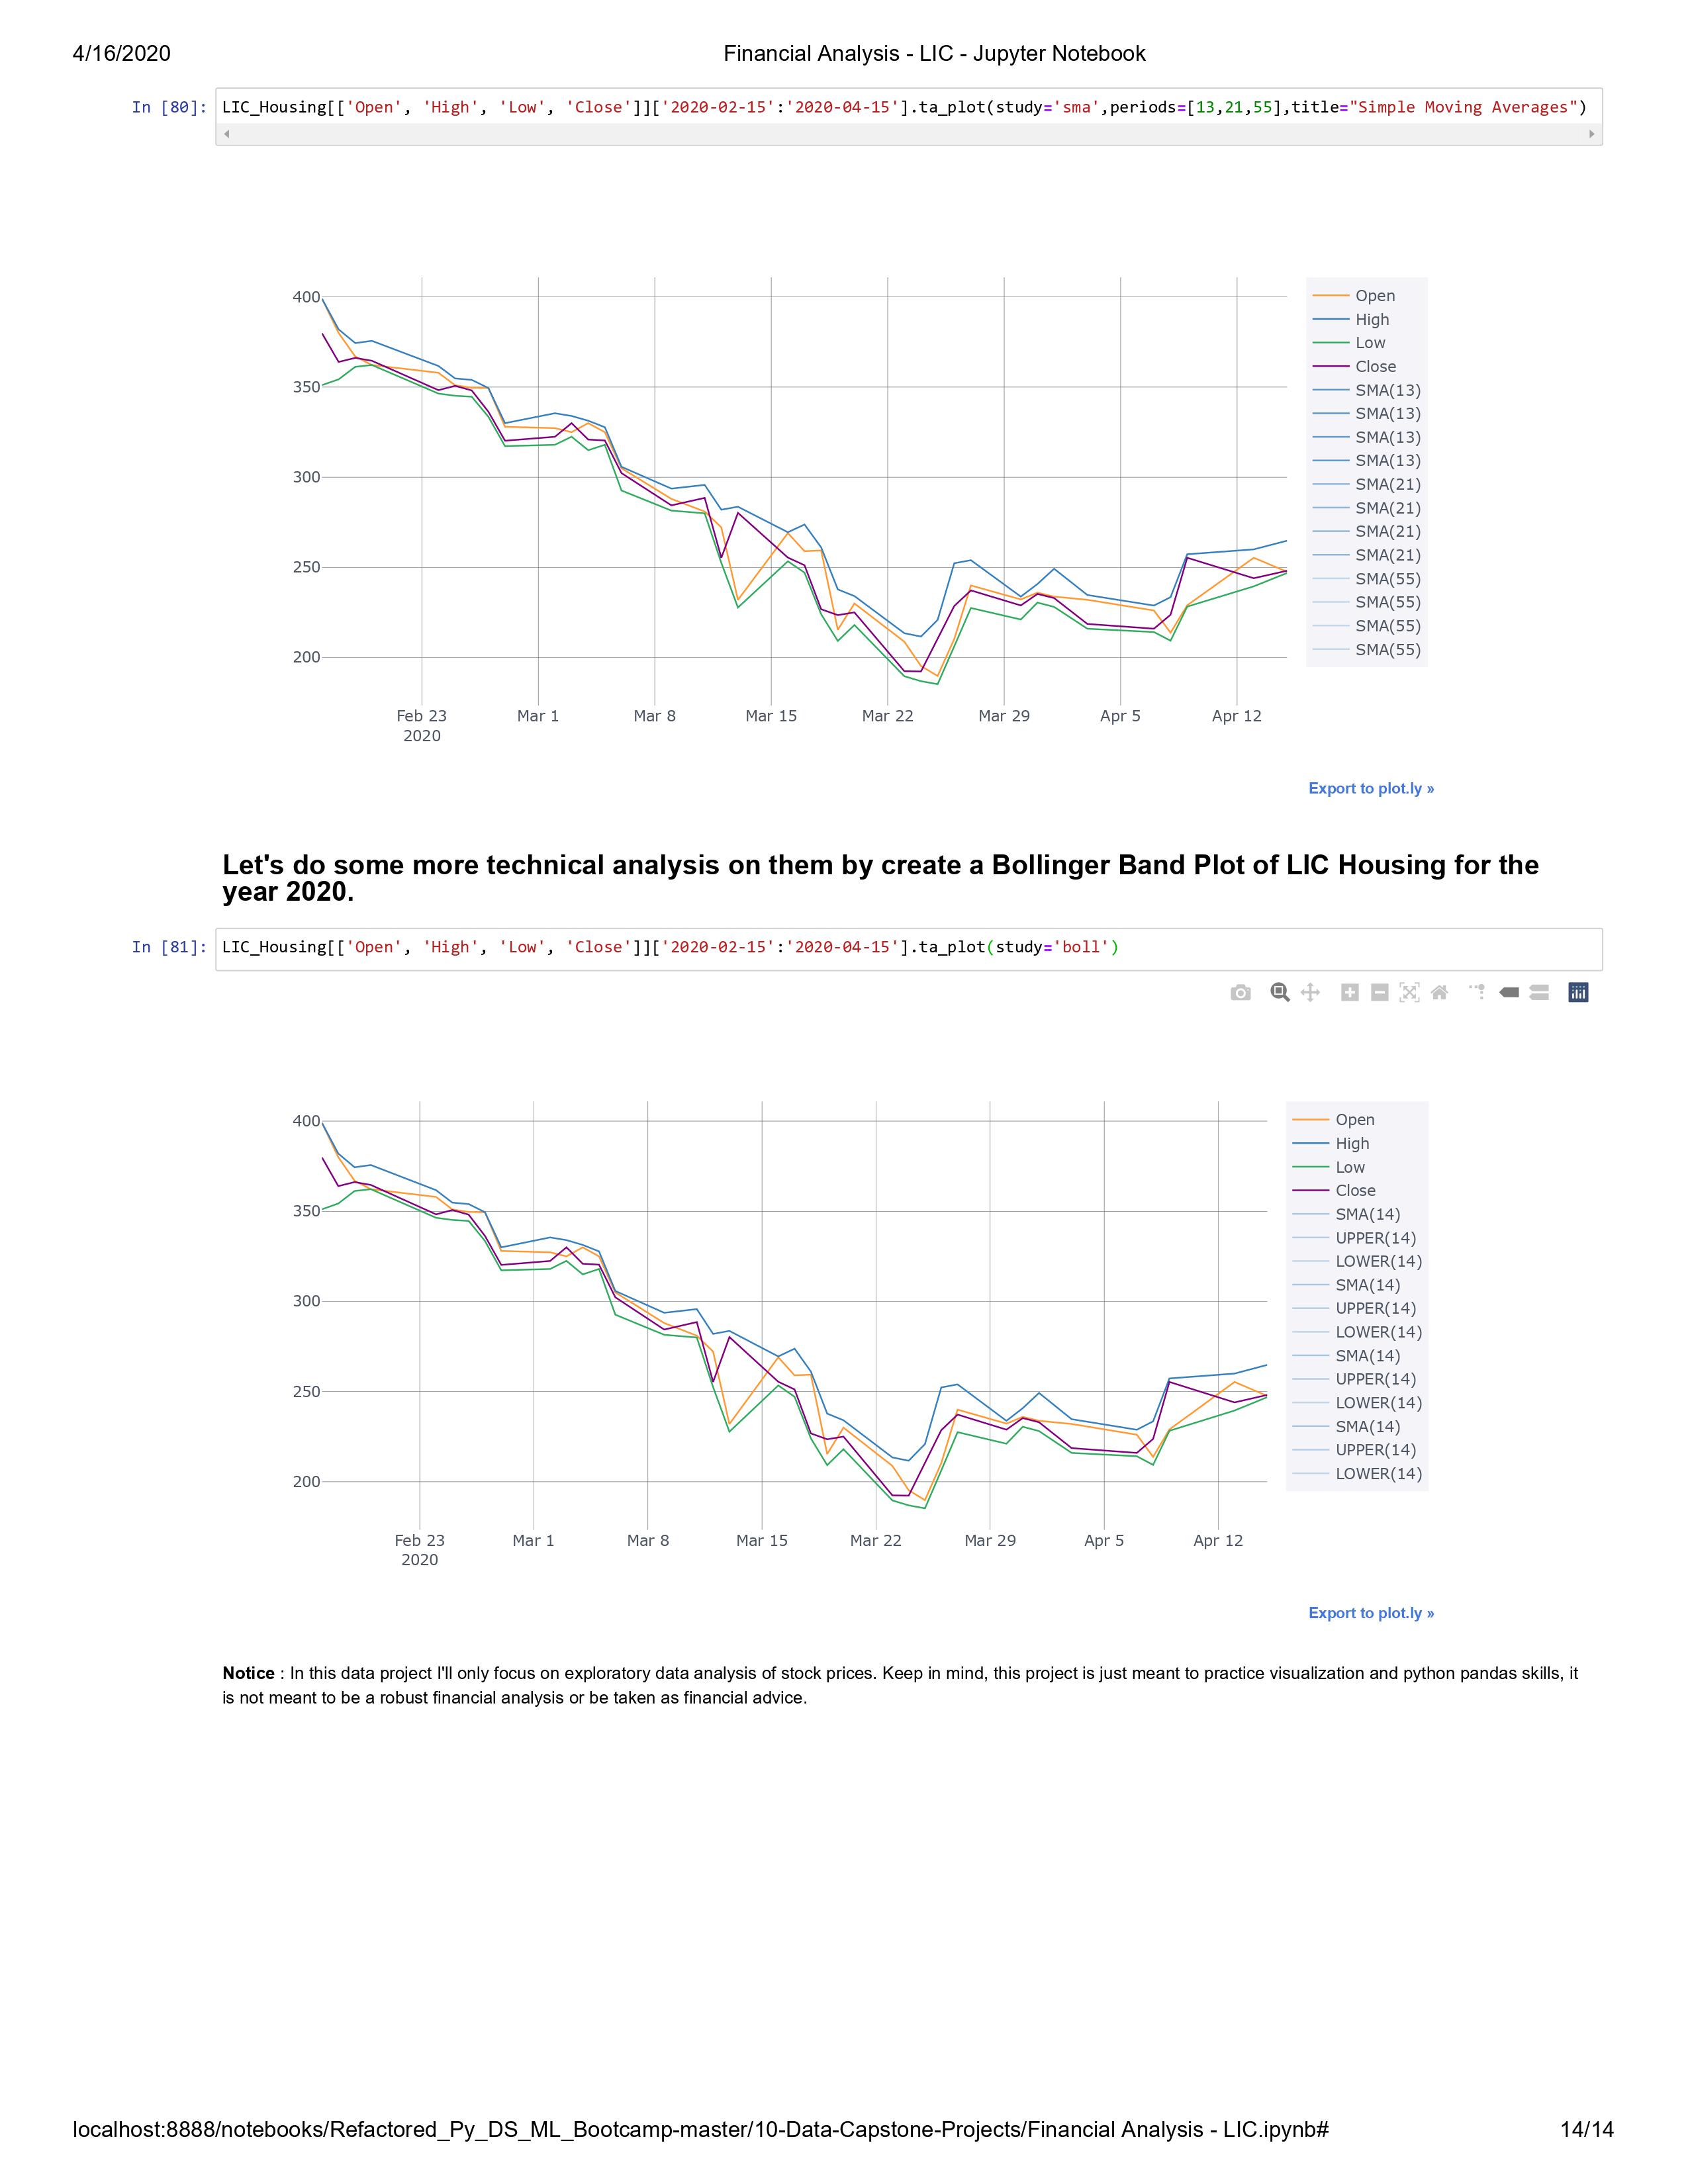 4/16/2020 Financial Analysis - LIC - Jupyter Notebook
In [80]: LIC_Housing[['Open', 'High', 'Low', 'Close']]['2020-02-15':'2020-04-15'].ta_plot(study='sma',periods=[13,21,55],title="Simple Moving Averages")
400
350
300
250
200
Feb 23 Mar 1 Mar 8 Mar 15 Mar 22 Mar 29 Apr 5 Apr 12
2020
Open
High
Low
Close
SMA(13)
SMA(13)
SMA(13)
SMA(13)
SMA(21)
SMA(21)
SMA(21)
SMA(21)
SMA(55)
SMA(55)
SMA(55)
SMA(55)
Export to plot.ly »
Let's do some more technical analysis on them by create a Bollinger Band Plot of LIC Housing for the
year 2020.
In [81]: LIC_Housing[['Open', 'High', 'Low', 'Close']]['2020-02-15':'2020-04-15'].ta_plot(study='boll')
400
350
300
250
200
Feb 23 Mar 1 Mar 8 Mar 15 Mar 22 Mar 29 Apr 5 Apr 12
2020
Open
High
Low
Close
SMA(14)
UPPER(14)
LOWER(14)
SMA(14)
UPPER(14)
LOWER(14)
SMA(14)
UPPER(14)
LOWER(14)
SMA(14)
UPPER(14)
LOWER(14)
Export to plot.ly »
Notice : In this data project I'll only focus on exploratory data analysis of stock prices. Keep in mind, this project is just meant to practice visualization and python pandas skills, it
is not meant to be a robust financial analysis or be taken as financial advice.
localhost:8888/notebooks/Refactored_Py_DS_ML_Bootcamp-master/10-Data-Capstone-Projects/Financial Analysis - LIC.ipynb# 14/14